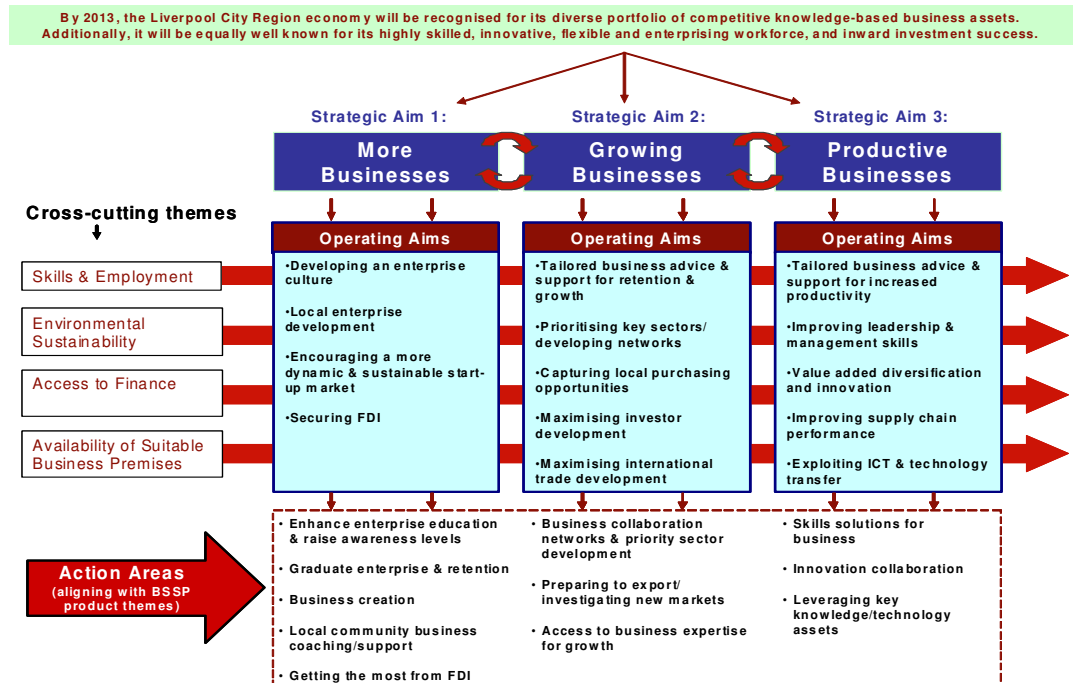 By 2013, the Liverpool City Region economy will be recognised for its diverse portfolio of competitive knowledge-based business assets.
Additionally, it will be equally well known for its highly skilled, innovative, flexible and enterprising workforce, and inward investment success.
Strategic Aim 1:
More
Businesses
Strategic Aim 2:
Growing
Businesses
Strategic Aim 3:
Productive
Businesses
Cross-cutting themes
Skills & Employment
Environmental
Sustainability
Access to Finance
Availability of Suitable
Business Premises
Operating Aims
•Developing an enterprise
culture
•Local enterprise
development
•Encouraging a more
dynamic & sustainable start-
up market
•Securing FDI
Operating Aims
•Tailored business advice &
support for retention &
growth
•Prioritising key sectors/
developing networks
•Capturing local purchasing
opportunities
•Maximising investor
development
•Maximising international
trade development
Operating Aims
•Tailored business advice &
support for increased
productivity
•Improving leadership &
management skills
•Value added diversification
and innovation
•Improving supply chain
performance
•Exploiting ICT & technology
transfer
Action Areas
(aligning with BSSP
product themes)
• Enhance enterprise education
& raise awareness levels
• Graduate enterprise & retention
• Business creation
• Local community business
coaching/support
• Getting the most from FDI
• Business collaboration
networks & priority sector
development
• Preparing to export/
investigating new markets
• Access to business expertise
for growth
• Skills solutions for
business
• Innovation collaboration
• Leveraging key
knowledge/technology
assets